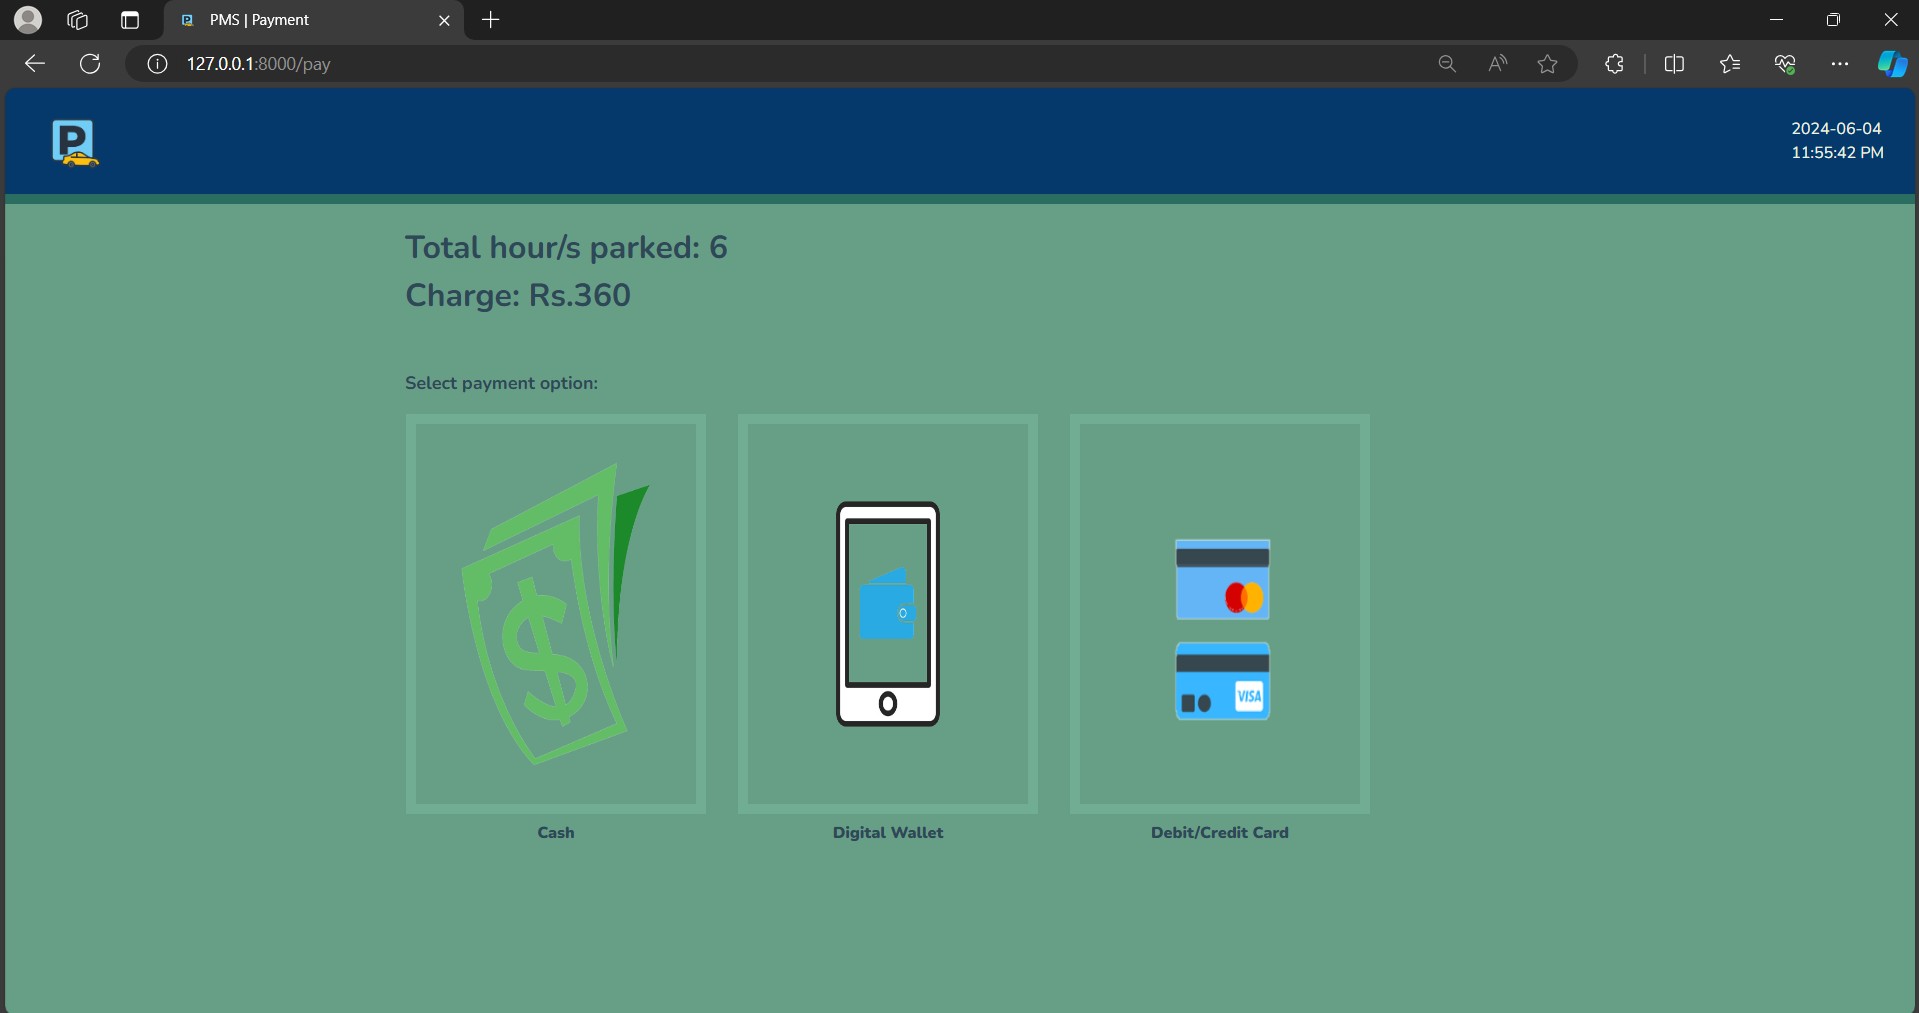 PMS | Payment
127.0.0.1:8000/pay
P
2024-06-04
11:55:42 PM
Total hour/s parked: 6
Charge: Rs.360
Select payment option:
$
VISA
Cash
Digital Wallet
Debit/Credit Card